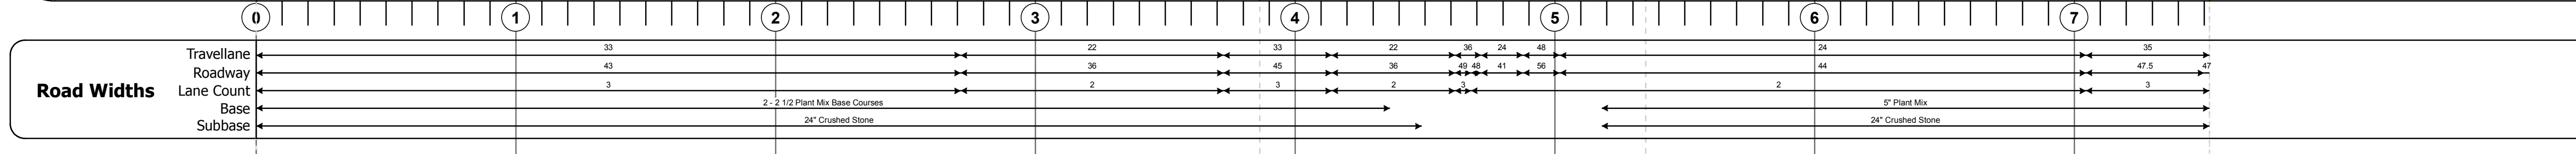 0 1 2 3 4 5 6 7
Road Widths
Travellane 33 22 33 22 36 24 48 24 35
Roadway 43 36 45 36 49 48 41 56 44 47.5 47
Lane Count 3 2 3 2 3 2 3
Base 2 - 2 1/2 Plant Mix Base Courses 5" Plant Mix
Subbase 24" Crushed Stone 24" Crushed Stone